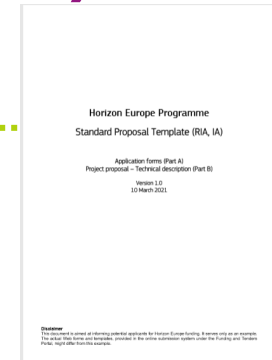 Horizon Europe Programme
Standard Proposal Template (RIA, IA)
Application forms (Part A)
Project proposal – Technical description (Part B)
Version 1.0
10 March 2021
Disclaimer
This document is aimed at informing potential applicants for Horizon Europe funding. It serves only as an example.
The actual Web forms and templates, provided in the online submission system under the Funding and Tenders
Portal, might differ from this example.